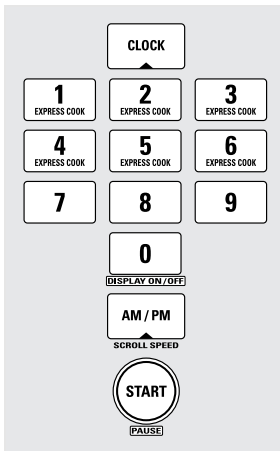 CLOCK
1 2 3
EXPRESS COOK EXPRESS COOK EXPRESS COOK
4 5 6
EXPRESS COOK EXPRESS COOK EXPRESS COOK
7 8 9
0
DISPLAY ON/OFF
AM / PM
SCROLL SPEED
START
PAUSE